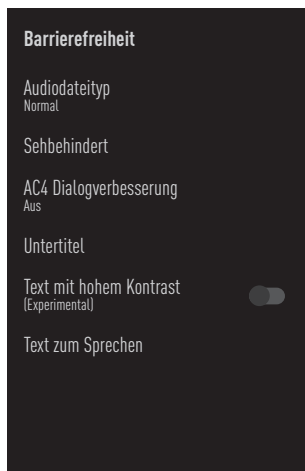 Barrierefreiheit
Audiodateityp
Normal
Sehbehindert
AC4 Dialogverbesserung
Aus
Untertitel
Text mit hohem Kontrast
(Experimental)
Text zum Sprechen